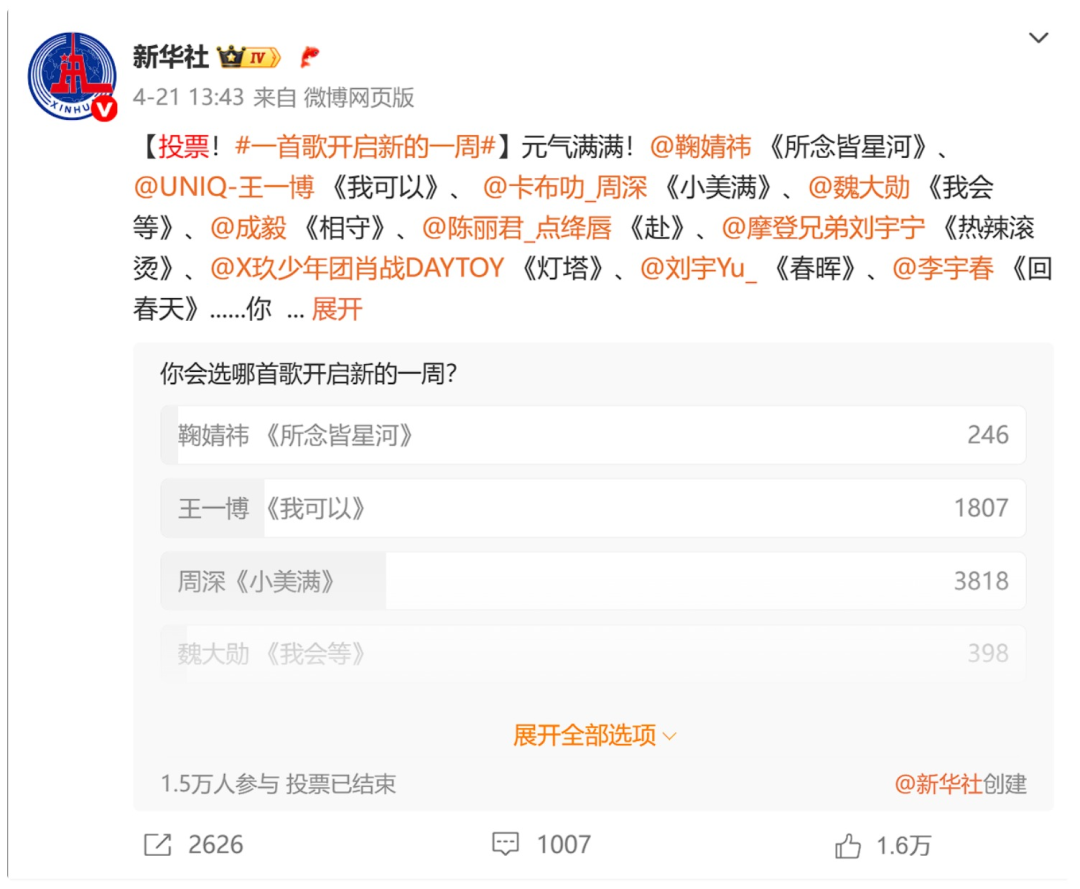 新华社 IV
XINHU
4-21 13:43 来自 微博网页版
【投票！#一首歌开启新的一周#】元气满满！@鞠婧祎 《所念皆星河》、
@UNIQ-王一博 《我可以》、 @卡布叻_周深 《小美满》、@魏大勋 《我会
等》、@成毅 《相守》、@陈丽君_点绛唇 《赴》、@摩登兄弟刘宇宁 《热辣滚
烫》、@X玖少年团肖战DAYTOY 《灯塔》、@刘宇Yu_ 《春晖》、@李宇春 《回
春天》......你 ... 展开
你会选哪首歌开启新的一周？
鞠婧祎 《所念皆星河》 246
王一博 《我可以》 1807
周深《小美满》 3818
魏大勋 《我会等》 398
展开全部选项
1.5万人参与 投票已结束 @新华社创建
2626 1007 1.6万